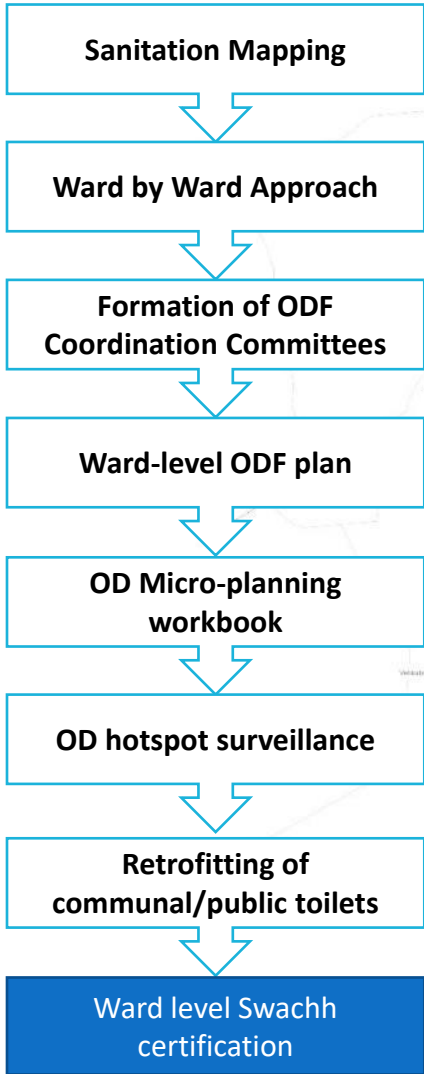 Sanitation Mapping
Ward by Ward Approach
Formation of ODF
Coordination Committees
Ward-level ODF plan
OD Micro-planning
workbook
OD hotspot surveillance
Retrofitting of
communal/public toilets
Ward level Swachh
certification